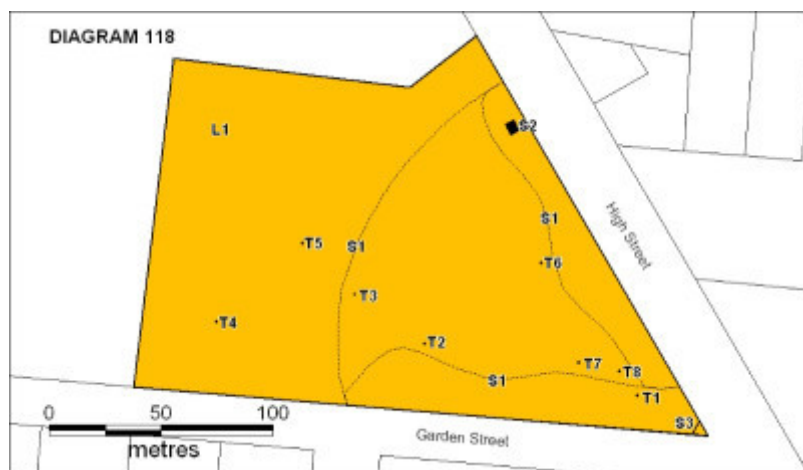 DIAGRAM 118
L1
S2
S1
High Street
T5
S1
T6
T3
T4
T2
T7
T8
S1
T1
S3
0 50 100
metres
Garden Street